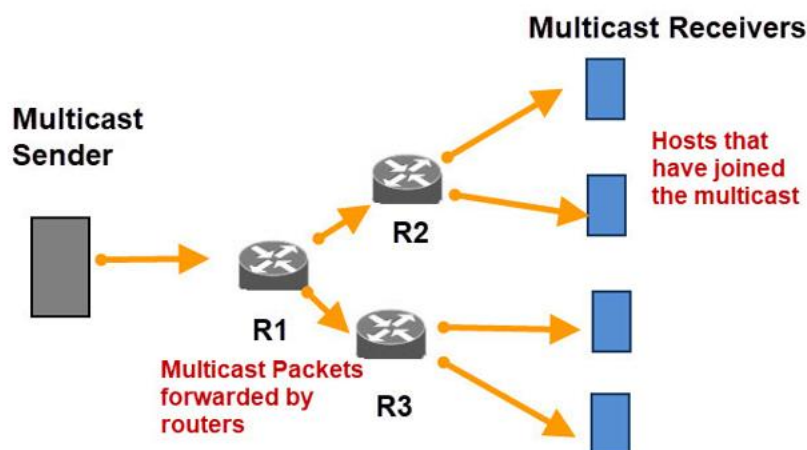 Multicast Receivers
Multicast
Sender
Hosts that
have joined
the multicast
R2
R1
Multicast Packets
forwarded by
routers
R3